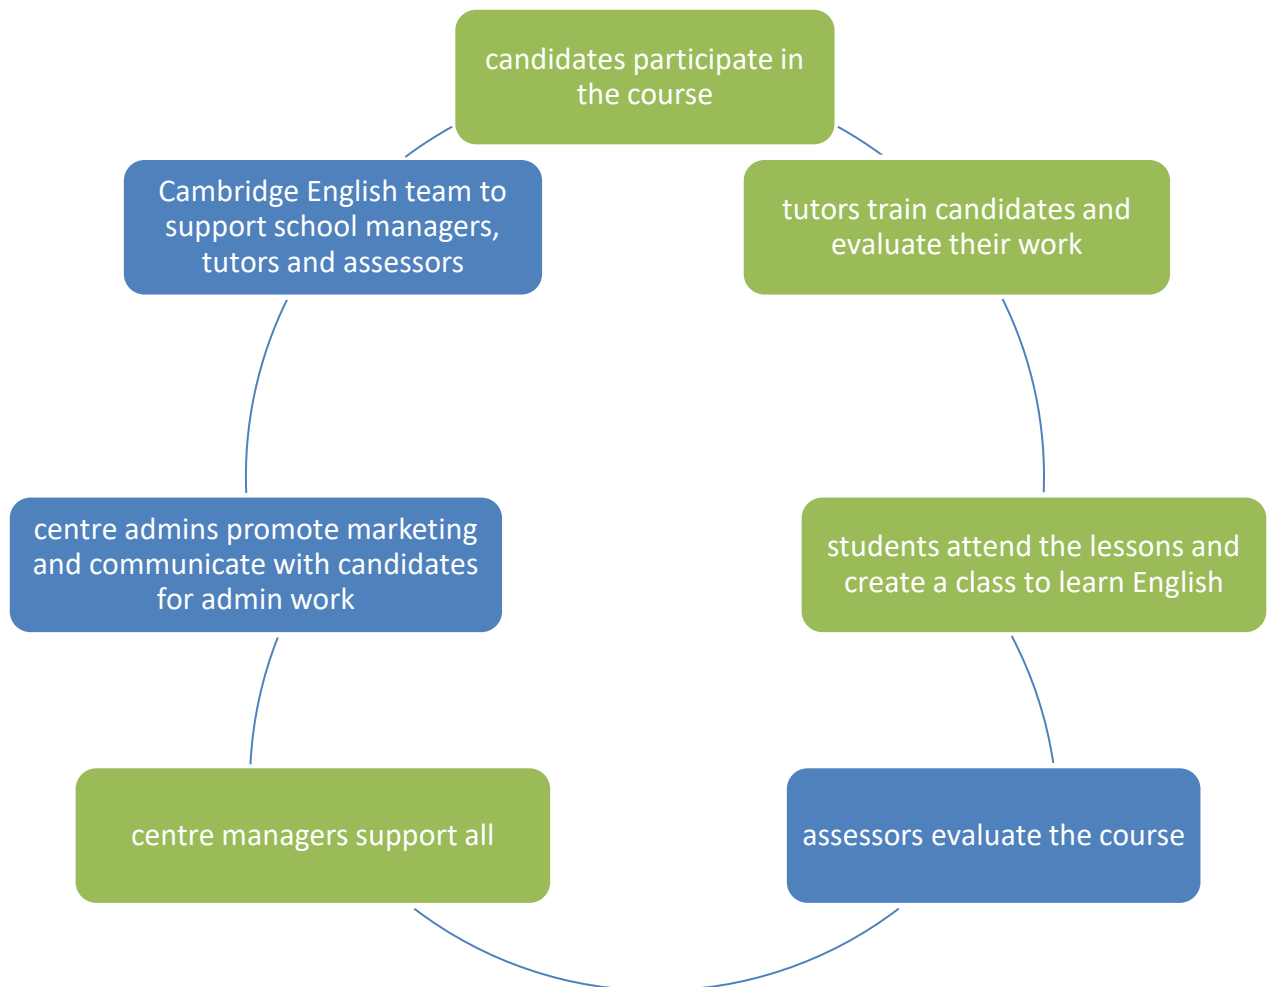 candidates participate in
the course
tutors train candidates and
evaluate their work
students attend the lessons and
create a class to learn English
assessors evaluate the course
centre managers support all
centre admins promote marketing
and communicate with candidates
for admin work
Cambridge English team to
support school managers,
tutors and assessors